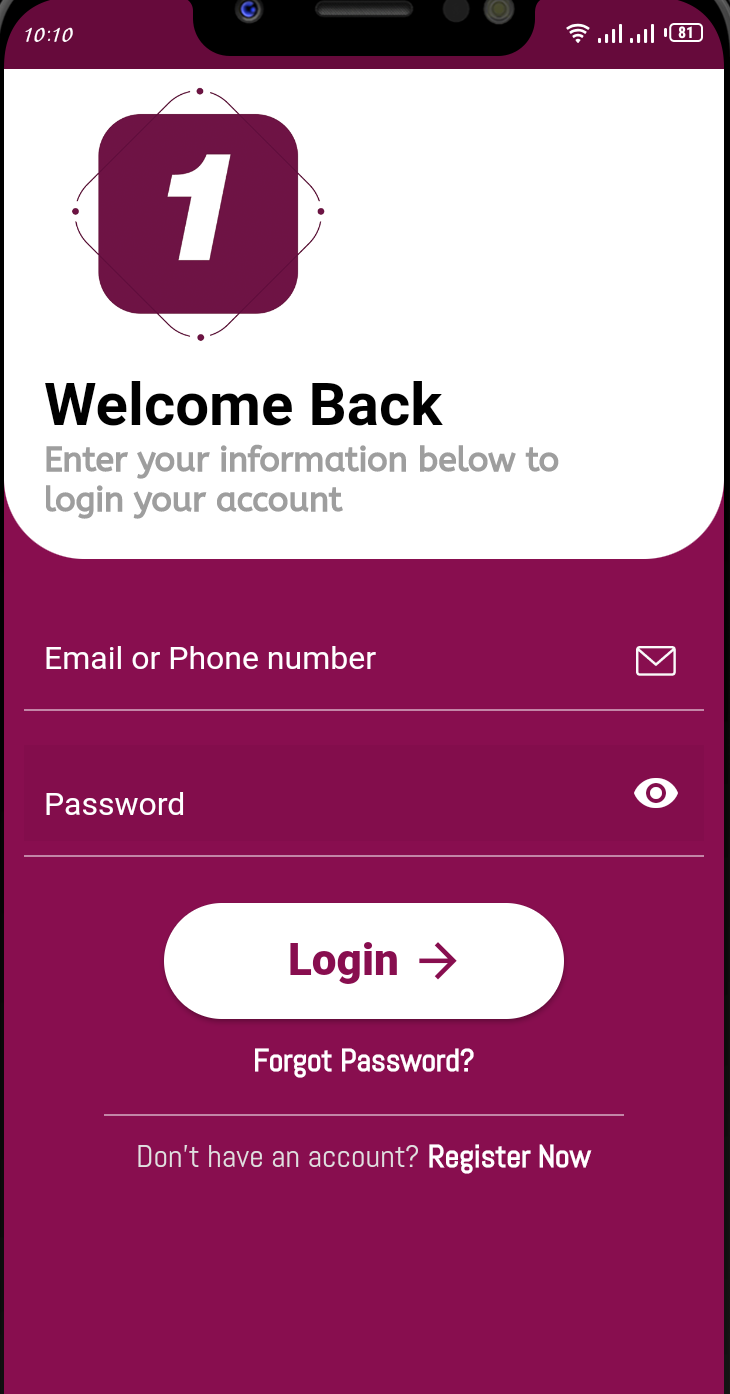 10:10
81
1
Welcome Back
Enter your information below to
login your account
Email or Phone number
Password
Login
Forgot Password?
Don't have an account? Register Now